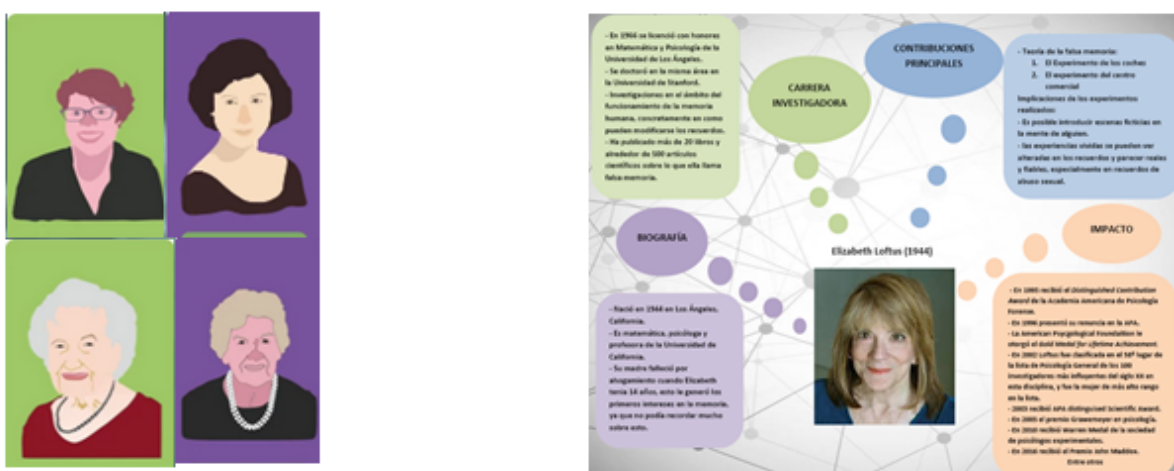 - En 1966 se licenció con honores
en Matemática y Psicología de la
Universidad de Los Ángeles.
- Se doctoró en la misma área en
la Universidad de Stanford.
- Investigaciones en el ámbito del
funcionamiento de la memoria
humana, concretamente en como
pueden modificarse los recuerdos.
- Ha publicado más de 20 libros y
alrededor de 500 artículos
científicos sobre lo que ella llama
falsa memoria.
CARRERA
INVESTIGADORA
CONTRIBUCIONES
PRINCIPALES
- Teoría de la falsa memoria:
1. El Experimento de los coches
2. El experimento del centro
comercial
Implicaciones de los experimentos
realizados:
- Es posible introducir escenas ficticias en
la mente de alguien.
- las experiencias vividas se pueden ver
alteradas en los recuerdos y parecer reales
y fiables, especialmente en recuerdos de
abuso sexual.
BIOGRAFÍA
- Nació en 1944 en Los Ángeles,
California.
- Es matemática, psicóloga y
profesora de la Universidad de
California.
- Su madre falleció por
ahogamiento cuando Elizabeth
tenía 14 años, esto le generó los
primeros intereses en la memoria,
ya que no podía recordar mucho
sobre esto.
Elizabeth Loftus (1944)
IMPACTO
- En 1995 recibió el Distinguished Contribution
Award de la Academia Americana de Psicología
Forense.
- En 1996 presentó su renuncia en la APA.
- La American Foundation le
otorgó el Gold Medal for Lifetime Achievement
- En 2002 Loftus fue clasificada en el 58º lugar de
la lista de Psicología General de los 100
investigadores más influyentes del siglo XX en
esta disciplina, y fue la mujer de más alto rango
en la lista.
- 2003 recibió APA Scientific Award.
- En 2005 el premio Grawemeyer en psicología.
- En 2010 recibió Warren Medal de la sociedad
de psicólogos experimentales.
- En 2016 recibió el Premio John Maddox.
Entre otros